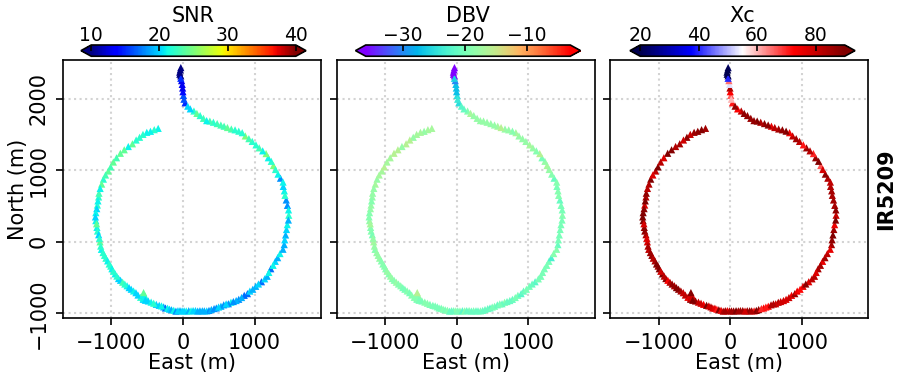 SNR DBV Xc
10 20 30 40 −30 −20 −10 20 40 60 80
2000
1000
0
−1000
North (m)
−1000 0 1000 −1000 0 1000 −1000 0 1000
East (m) East (m) East (m)
IR5209